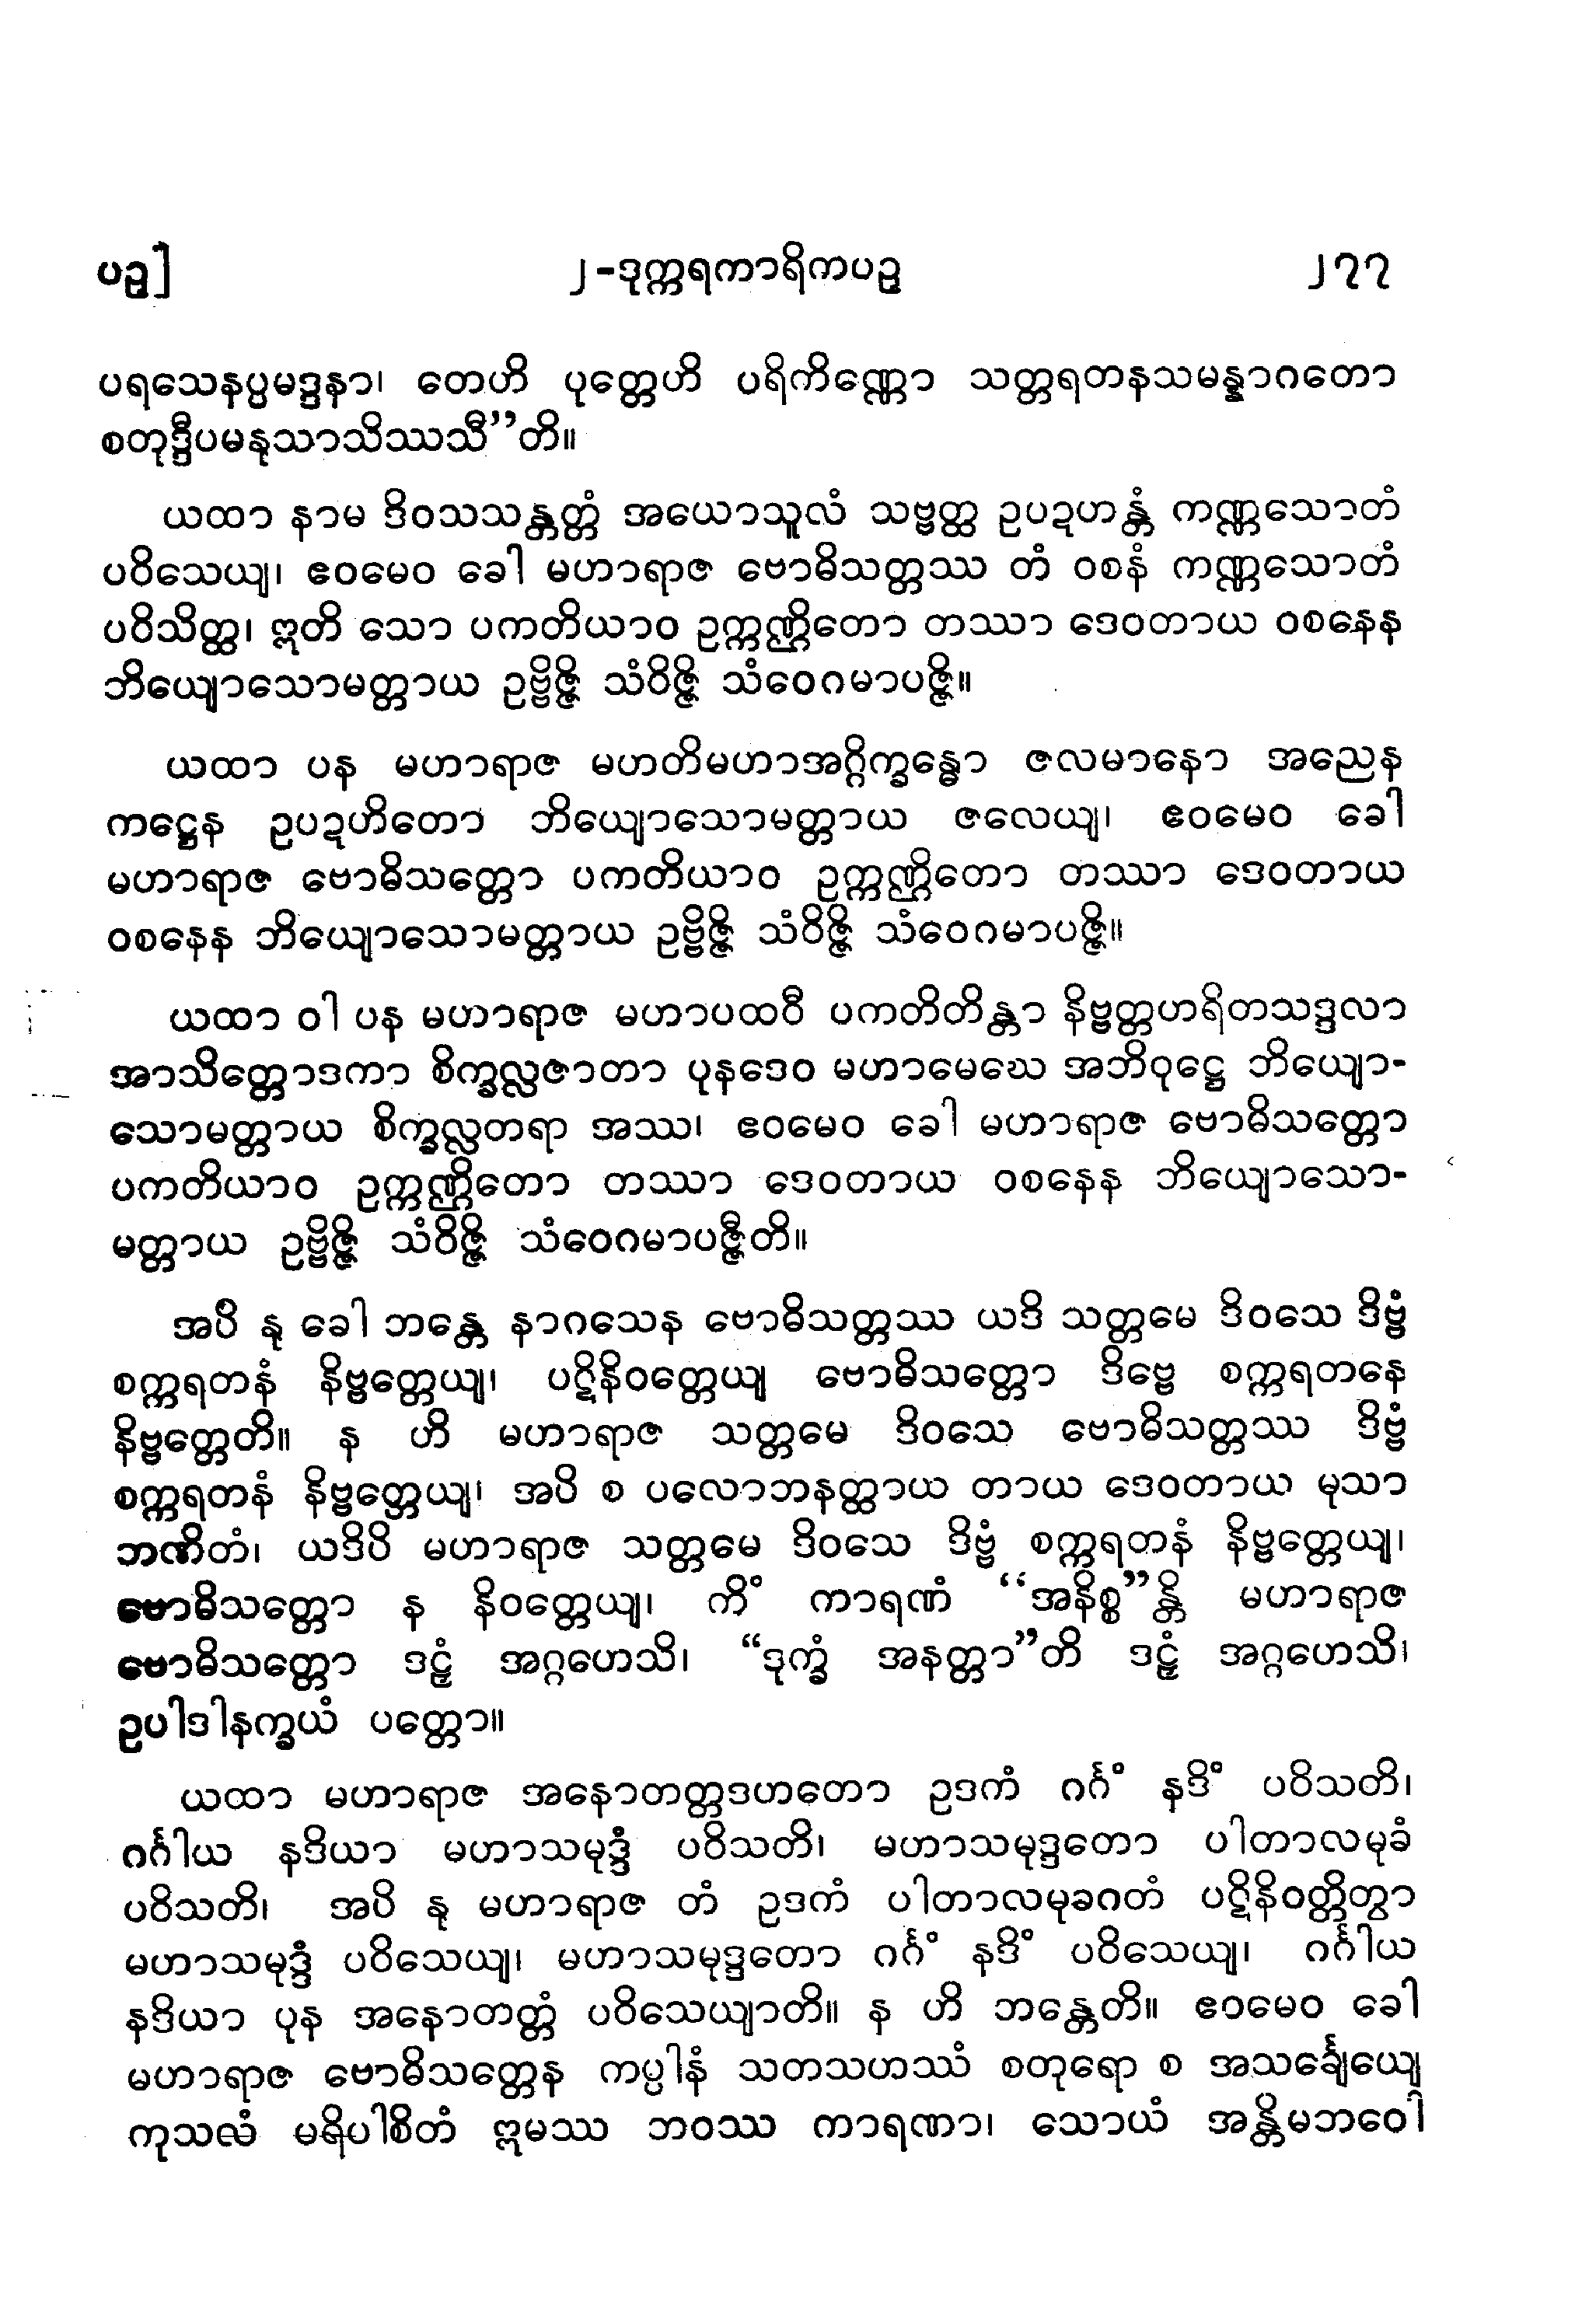 ပဉှ]
၂-ဒုက္ကရကာရိကပဉှ
၂၇၇
ပရသေနပ္ပမဒ္ဒနာ၊ တေဟိ ပုတ္တေဟိ ပရိကိဏ္ဏော သတ္တရတနသမန္နာဂတော
စတုဒ္ဒီပမနုသာသိဿသီ”တိ။
ယထာ နာမ ဒိဝသသန္တတ္တံ အယောသူလံ သဗ္ဗတ္ထ ဥပဍဟန္တံ ကဏ္ဏသောတံ
ပဝိသေယျ၊ ဧဝမေဝ ခေါ မဟာရာဇ ဗောဓိသတ္တဿ တံ ဝစနံ ကဏ္ဏသောတံ
ပဝိသိတ္ထ၊ ဣတိ သော ပကတိယာဝ ဥက္ကဏ္ဌိတော တဿာ ဒေဝတာယ ဝစနေန
ဘိယျောသောမတ္တာယ ဥဗ္ဗိဇ္ဇိ သံဝိဇ္ဇိ သံဝေဂမာပဇ္ဇိ။
ယထာ ပန မဟာရာဇ မဟတိမဟာအဂ္ဂိက္ခန္ဓော ဇလမာနော အညေန
ကဋ္ဌေန ဥပဍဟိတော ဘိယျောသောမတ္တာယ ဇလေယျ၊ ဧဝမေဝ ခေါ
မဟာရာဇ ဗောဓိသတ္တော ပကတိယာဝ ဥက္ကဏ္ဌိတော တဿာ ဒေဝတာယ
ဝစနေန ဘိယျောသောမတ္တာယ ဥဗ္ဗိဇ္ဇိ သံဝိဇ္ဇိ သံဝေဂမာပဇ္ဇိ။
ယထာ ဝါ ပန မဟာရာဇ မဟာပထဝီ ပကတိတိန္တာ နိဗ္ဗတ္တဟရိတသဒ္ဒလာ
အာသိတ္တောဒကာ စိက္ခလ္လဇာတာ ပုနဒေဝ မဟာမေဃေ အဘိဝုဋ္ဌေ ဘိယျော-
သောမတ္တာယ စိက္ခလ္လတရာ အဿ၊ ဧဝမေဝ ခေါ မဟာရာဇ ဗောဓိသတ္တော
ပကတိယာဝ ဥက္ကဏ္ဌိတော တဿာ ဒေဝတာယ ဝစနေန ဘိယျောသော-
မတ္တာယ ဥဗ္ဗိဇ္ဇိ သံဝိဇ္ဇိ သံဝေဂမာပဇ္ဇီတိ။
အပိ နု ခေါ ဘန္တေ နာဂသေန ဗောဓိသတ္တဿ ယဒိ သတ္တမေ ဒိဝသေ ဒိဗ္ဗံ
စက္ကရတနံ နိဗ္ဗတ္တေယျ၊ ပဋိနိဝတ္တေယျ ဗောဓိသတ္တော ဒိဗ္ဗေ စက္ကရတနေ
နိဗ္ဗတ္တေတိ။ န ဟိ မဟာရာဇ သတ္တမေ ဒိဝသေ ဗောဓိသတ္တဿ ဒိဗ္ဗံ
စက္ကရတနံ နိဗ္ဗတ္တေယျ၊ အပိ စ ပလောဘနတ္ထာယ တာယ ဒေဝတာယ မုသာ
ဘဏိတံ၊ ယဒိပိ မဟာရာဇ သတ္တမေ ဒိဝသေ ဒိဗ္ဗံ စက္ကရတနံ နိဗ္ဗတ္တေယျ၊
ဗောဓိသတ္တော န နိဝတ္တေယျ၊ ကိံ ကာရဏံ “အနိစ္စ”န္တိ မဟာရာဇ
ဗောဓိသတ္တော ဒဠှံ အဂ္ဂဟေသိ၊ “ဒုက္ခံ အနတ္တာ”တိ ဒဠှံ အဂ္ဂဟေသိ၊
ဥပါဒါနက္ခယံ ပတ္တော။
ယထာ မဟာရာဇ အနောတတ္တဒဟတော ဥဒကံ ဂင်္ဂံ နဒိံ ပဝိသတိ၊
ဂင်္ဂါယ နဒိယာ မဟာသမုဒ္ဒံ ပဝိသတိ၊ မဟာသမုဒ္ဒတော ပါတာလမုခံ
ပဝိသတိ၊ အပိ နု မဟာရာဇ တံ ဥဒကံ ပါတာလမုခဂတံ ပဋိနိဝတ္တိတွာ
မဟာသမုဒ္ဒံ ပဝိသေယျ၊ မဟာသမုဒ္ဒတော ဂင်္ဂံ နဒိံ ပဝိသေယျ၊ ဂင်္ဂါယ
နဒိယာ ပုန အနောတတ္တံ ပဝိသေယျာတိ။ န ဟိ ဘန္တေတိ။ ဧဝမေဝ ခေါ
မဟာရာဇ ဗောဓိသတ္တေန ကပ္ပါနံ သတသဟဿံ စတုရော စ အသင်္ချေယျေ
ကုသလံ မရိပါစိတံ ဣမဿ ဘဝဿ ကာရဏာ၊ သောယံ အန္တိမဘဝေါ